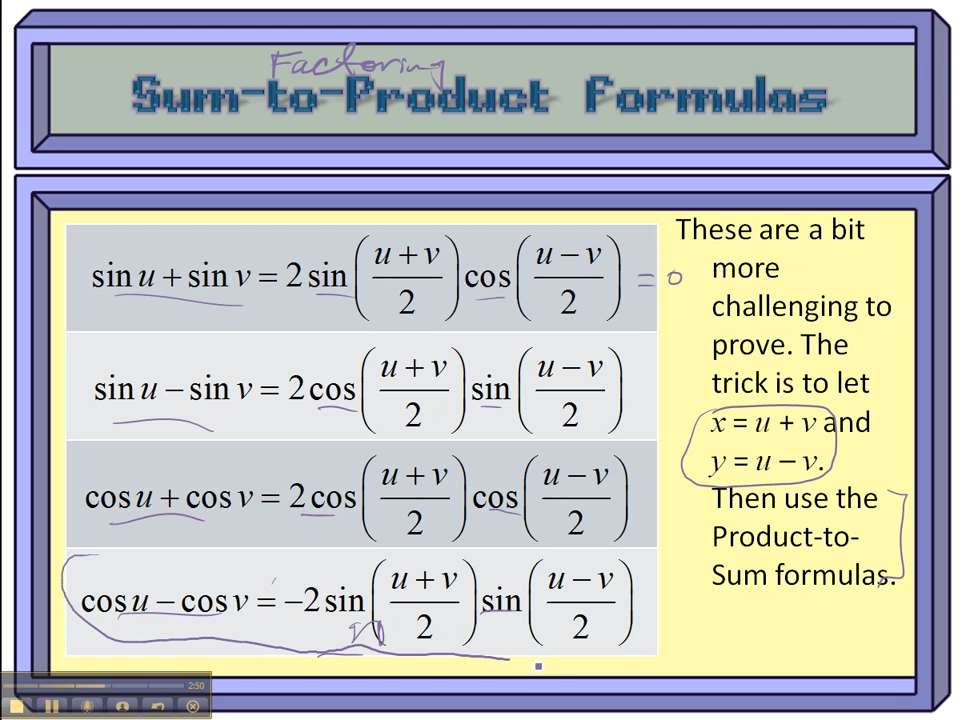 Factoring
Sum-to-Product Formulas
sin u + sin v = 2 sin((u + v)/2) cos((u − v)/2) = 0
sin u − sin v = 2 cos((u + v)/2) sin((u − v)/2)
cos u + cos v = 2 cos((u + v)/2) cos((u − v)/2)
cos u − cos v = −2 sin((u + v)/2) sin((u − v)/2)
These are a bit
more
challenging to
prove. The
trick is to let
x = u + v and
y = u − v.
Then use the
Product-to-
Sum formulas.
2:50